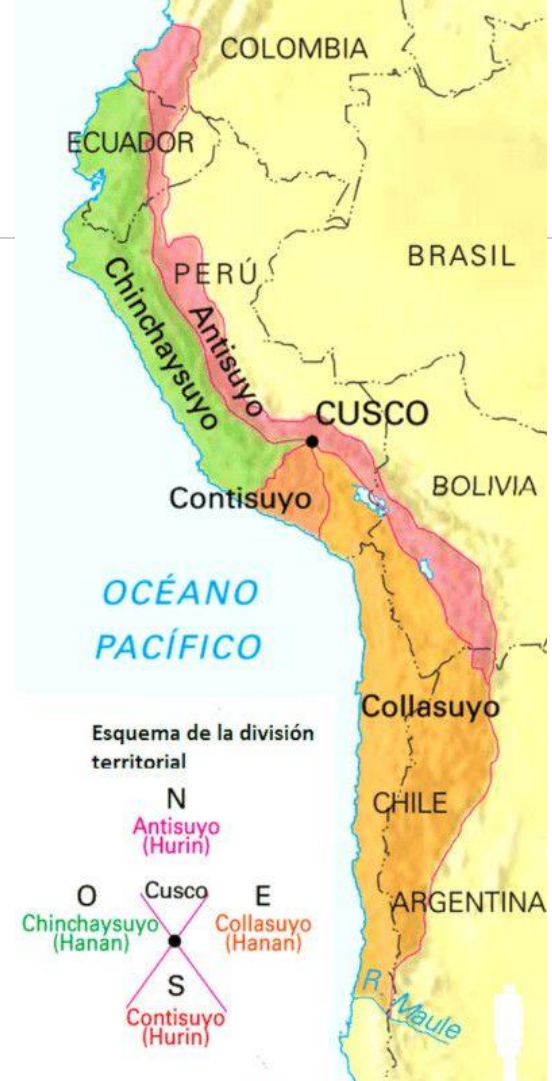 COLOMBIA
ECUADOR
BRASIL
PERÚ
Chinchaysuyo
Antisuyo
CUSCO
BOLIVIA
Contisuyo
OCÉANO
PACÍFICO
Collasuyo
Esquema de la división
territorial
CHILE
N
Antisuyo
(Hurin)
ARGENTINA
O
Cusco
E
Chinchaysuyo
(Hanan)
Collasuyo
(Hanan)
S
Contisuyo
(Hurin)
R. Maule